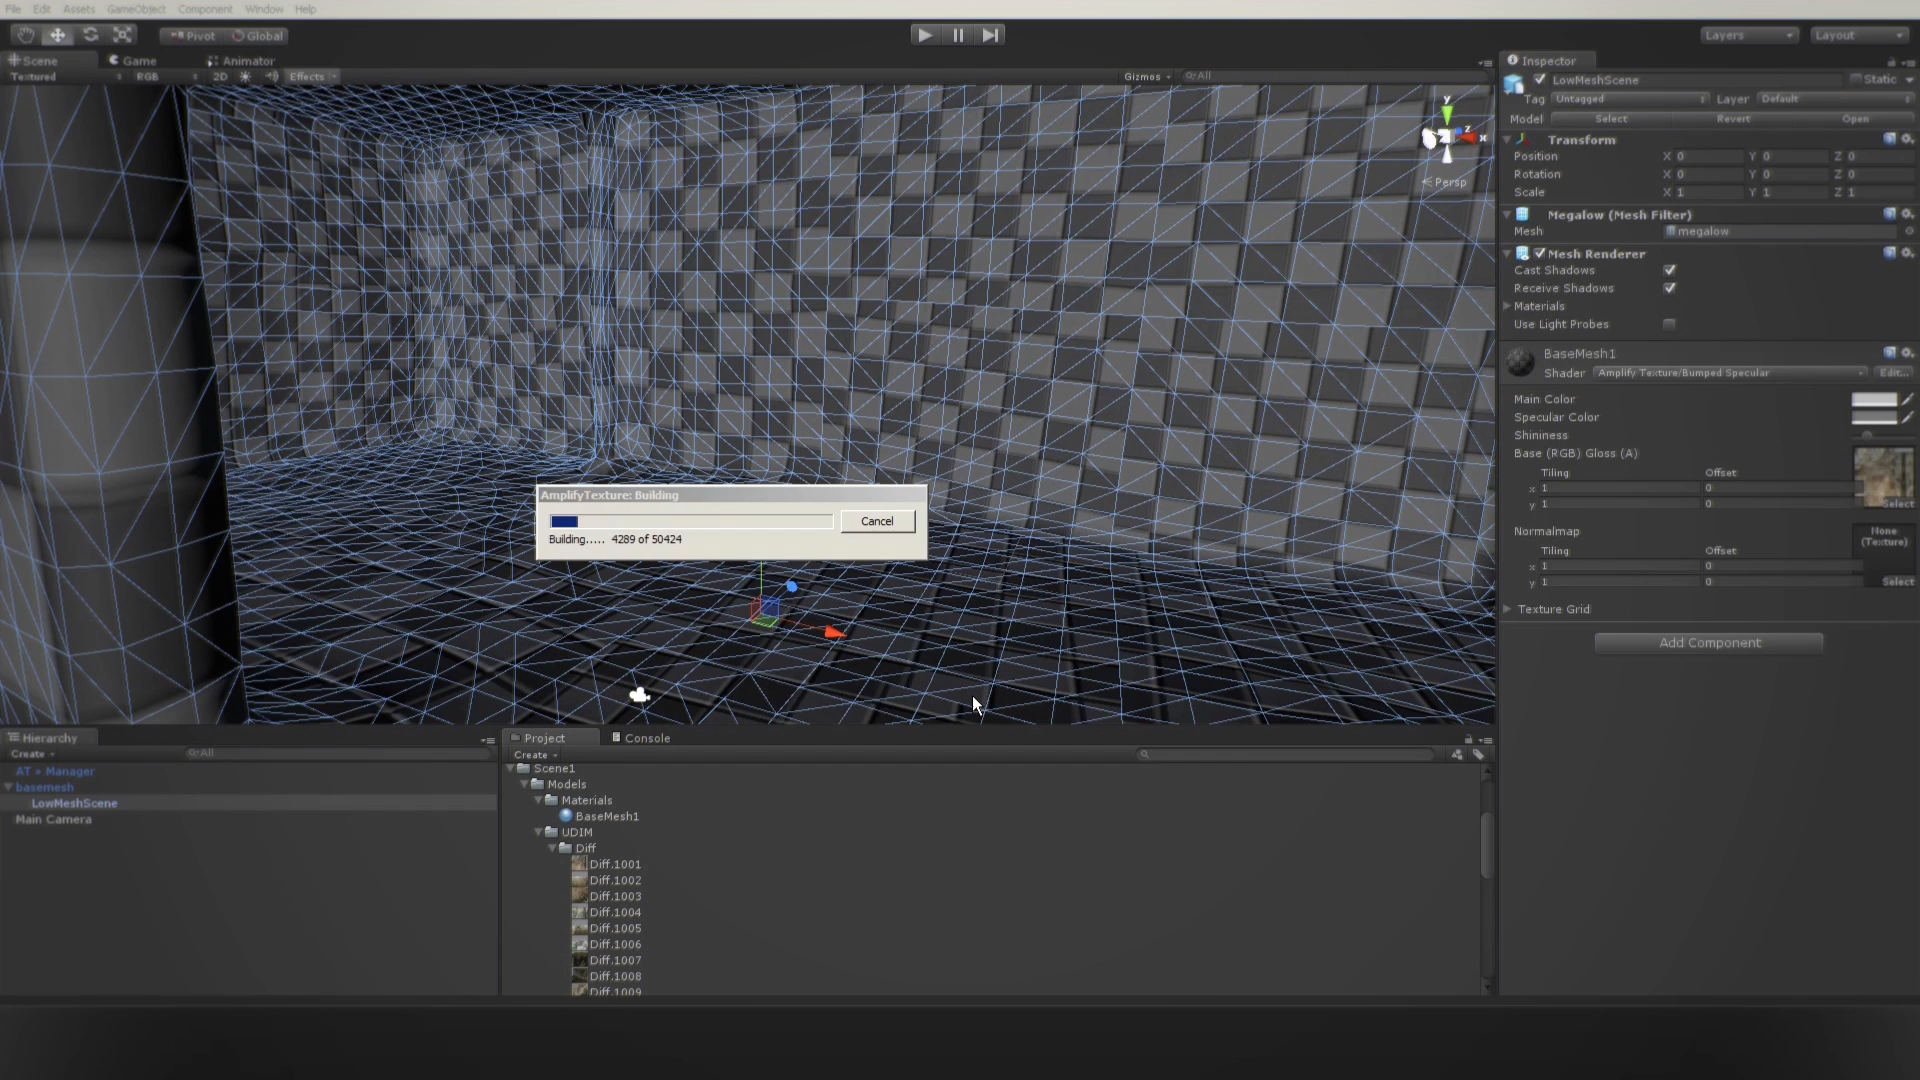 File Edit Assets GameObject Component Window Help
Pivot Global
Layers Layout
Scene Game Animator
Textured RGB 2D Effects
Gizmos All
y
z
x
Persp
AmplifyTexture: Building
Cancel
Building..... 4289 of 50424
Inspector
LowMeshScene Static
Tag Untagged Layer Default
Model Select Revert Open
Transform
Position X 0 Y 0 Z 0
Rotation X 0 Y 0 Z 0
Scale X 1 Y 1 Z 1
Megalow (Mesh Filter)
Mesh megalow
Mesh Renderer
Cast Shadows
Receive Shadows
Materials
Use Light Probes
BaseMesh1
Shader Amplify Texture/Bumped Specular Edit...
Main Color
Specular Color
Shininess
Base (RGB) Gloss (A)
Tiling Offset
x 1 0
y 1 0
Select
Normalmap
None
(Texture)
Tiling Offset
x 1 0
y 1 0
Select
Texture Grid
Add Component
Hierarchy
Create All
AT » Manager
basemesh
LowMeshScene
Main Camera
Project Console
Create
Scene1
Models
Materials
BaseMesh1
UDIM
Diff
Diff.1001
Diff.1002
Diff.1003
Diff.1004
Diff.1005
Diff.1006
Diff.1007
Diff.1008
Diff.1009